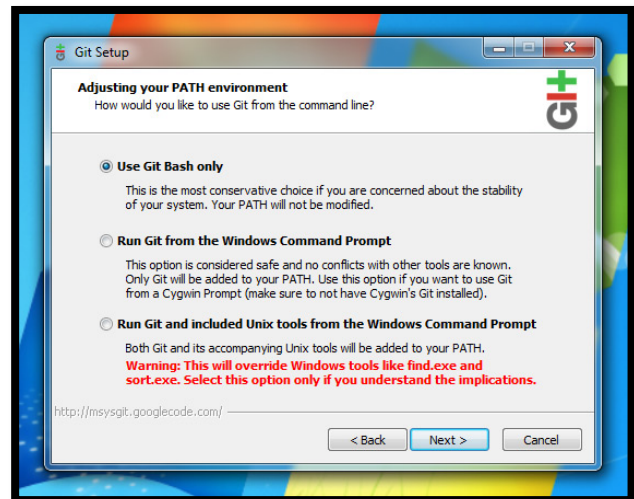 Git Setup
Adjusting your PATH environment
How would you like to use Git from the command line?
Git
Use Git Bash only
This is the most conservative choice if you are concerned about the stability
of your system. Your PATH will not be modified.
Run Git from the Windows Command Prompt
This option is considered safe and no conflicts with other tools are known.
Only Git will be added to your PATH. Use this option if you want to use Git
from a Cygwin Prompt (make sure to not have Cygwin's Git installed).
Run Git and included Unix tools from the Windows Command Prompt
Both Git and its accompanying Unix tools will be added to your PATH.
Warning: This will override Windows tools like find.exe and
sort.exe. Select this option only if you understand the implications.
http://msysgit.googlecode.com/
< Back Next > Cancel